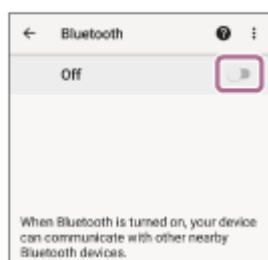 Bluetooth
Off
When Bluetooth is turned on, your device
can communicate with other nearby
Bluetooth devices.